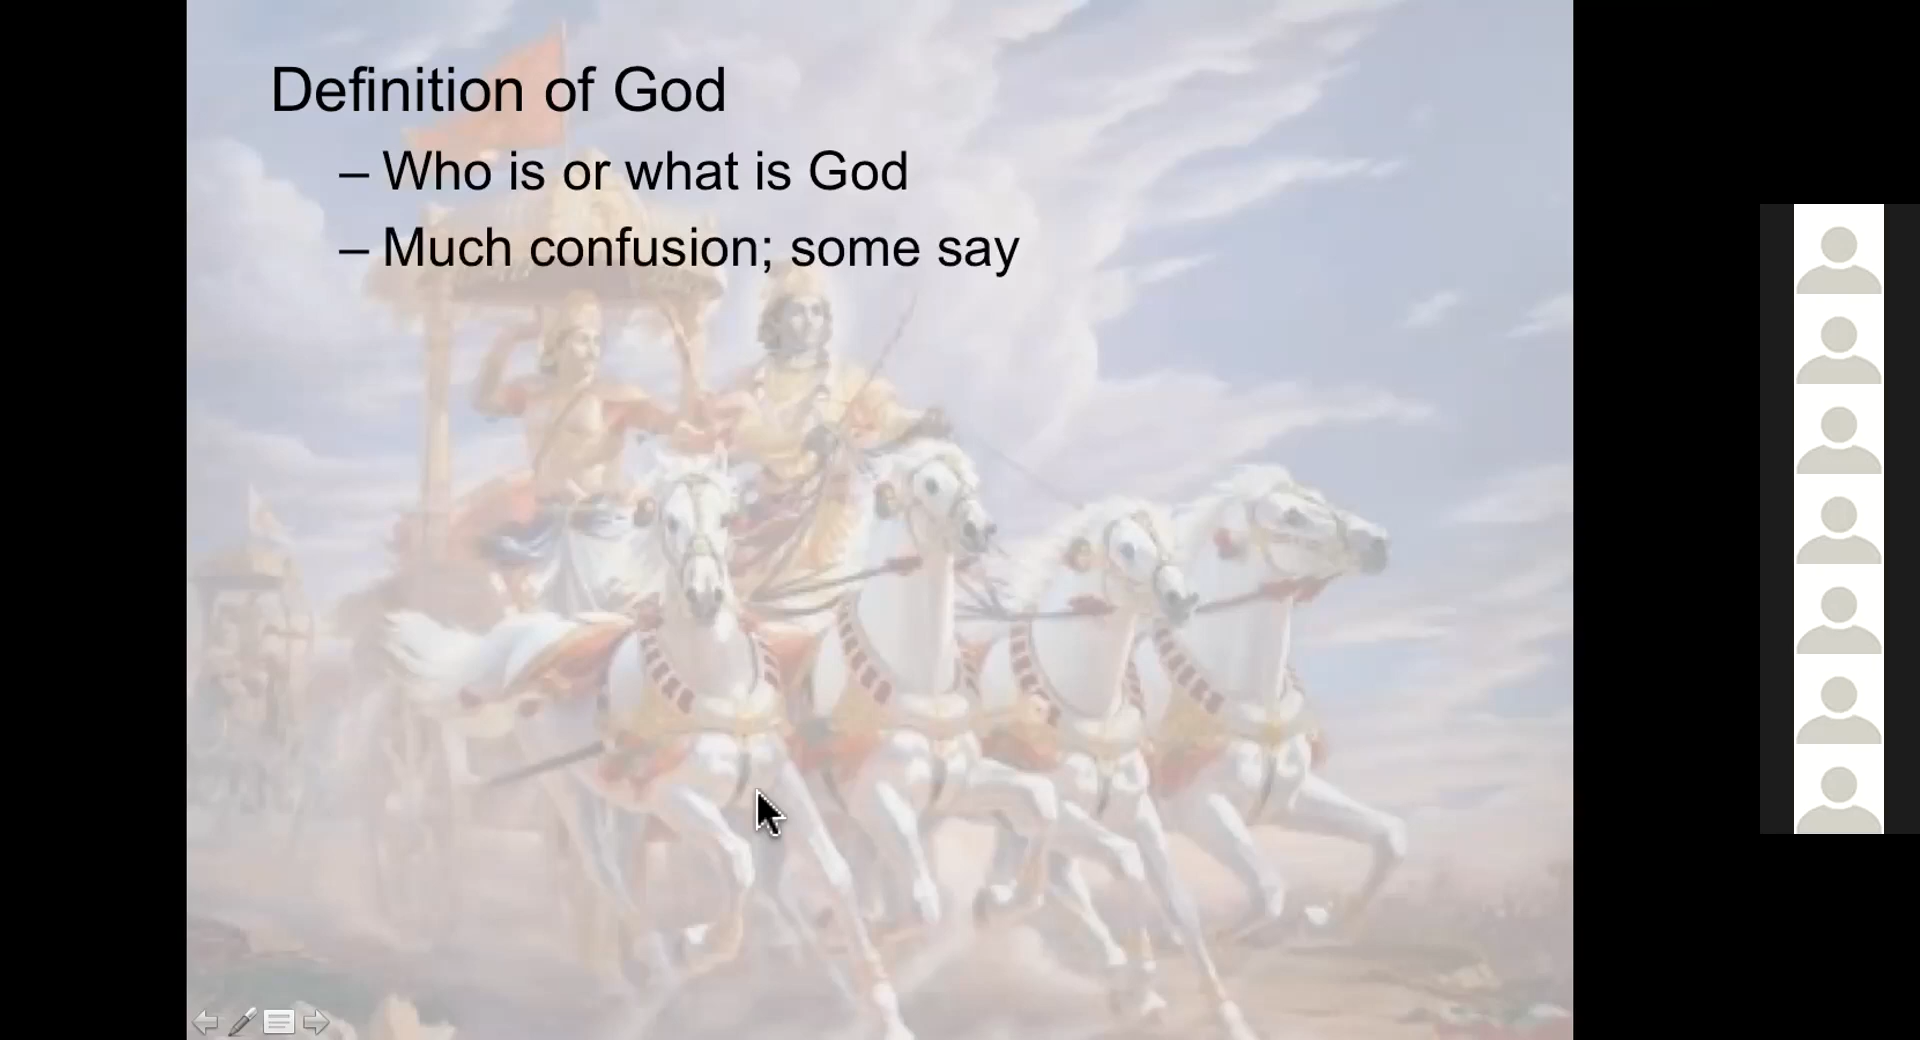 Definition of God
– Who is or what is God
– Much confusion; some say